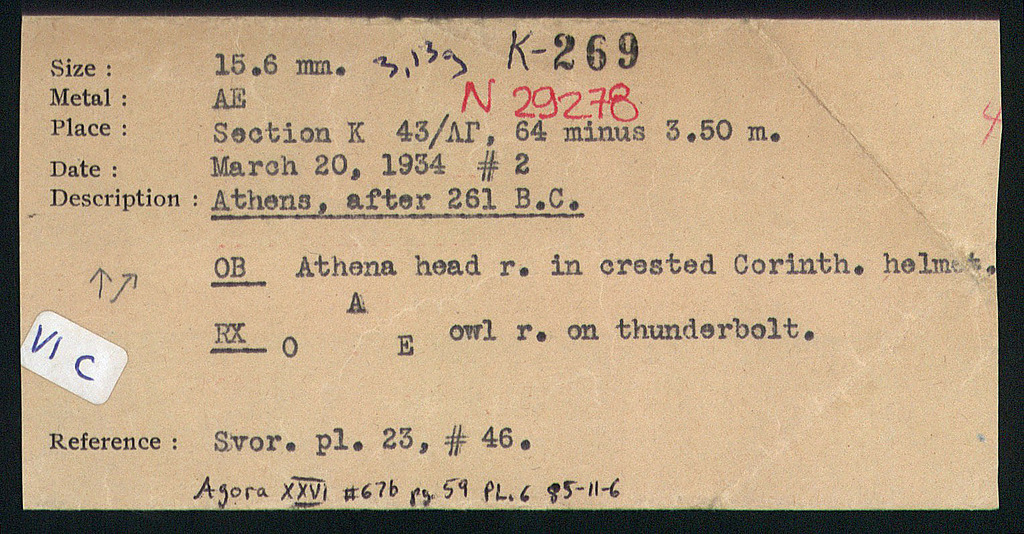 K-269
Size : 15.6 mm. 3,13g
Metal : AE N 29278
Place : Section K 43/ΛΓ, 64 minus 3.50 m.
4
Date : March 20, 1934 # 2
Description : Athens, after 261 B.C.
↑↗
OB Athena head r. in crested Corinth. helmet.
A
RX O E owl r. on thunderbolt.
VI C
Reference : Svor. pl. 23, # 46.
Agora XXVI #67b pg. 59 PL. 6 85-11-6